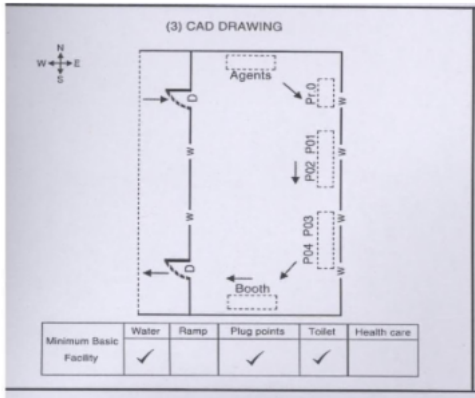 (3) CAD DRAWING
N
W E
S
Agents
D
Pr.0
W
W
P01
P02
W
W
W
P03
P04
W
D
W
Booth
Minimum Basic Facility
Water
Ramp
Plug points
Toilet
Health care
✓
✓
✓